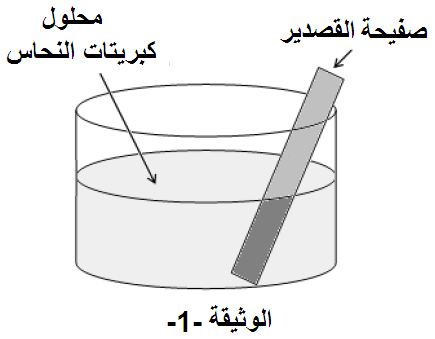 محلول
كبريتات النحاس
صفيحة القصدير
الوثيقة -1-